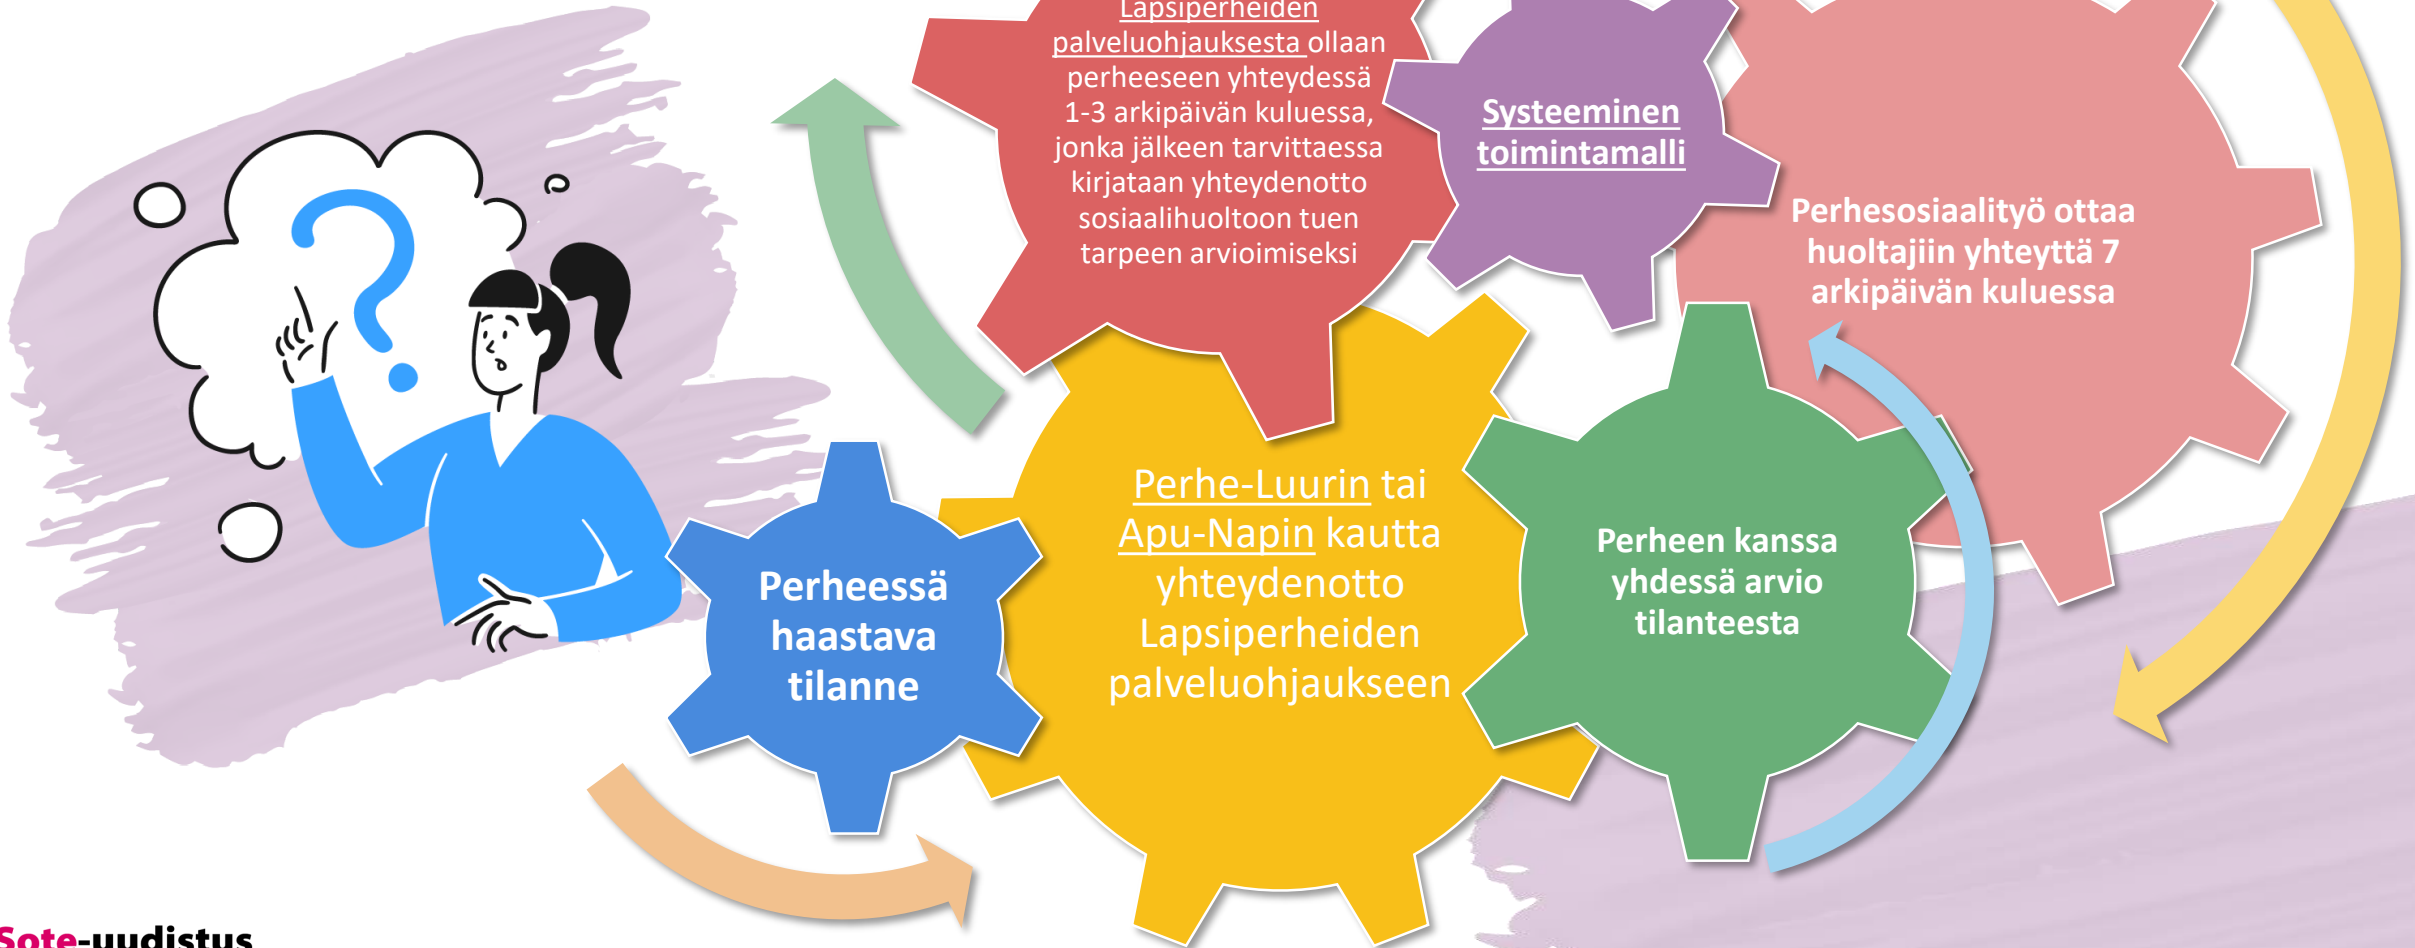 Lapsiperheiden
palveluohjauksesta ollaan
perheeseen yhteydessä
1-3 arkipäivän kuluessa,
jonka jälkeen tarvittaessa
kirjataan yhteydenotto
sosiaalihuoltoon tuen
tarpeen arvioimiseksi
Systeeminen
toimintamalli
Perhesosiaalityö ottaa
huoltajiin yhteyttä 7
arkipäivän kuluessa
Perhe-Luurin tai
Apu-Napin kautta
yhteydenotto
Lapsiperheiden
palveluohjaukseen
Perheen kanssa
yhdessä arvio
tilanteesta
Perheessä
haastava
tilanne
Sote-uudistus